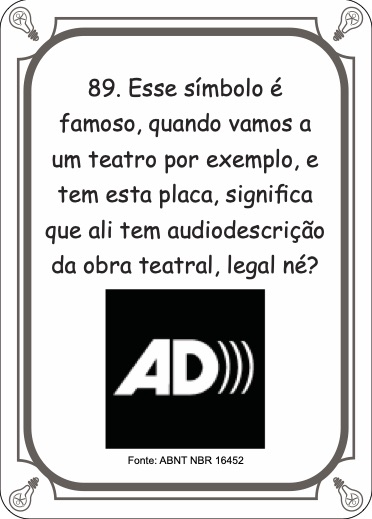 89. Esse símbolo é
famoso, quando vamos a
um teatro por exemplo, e
tem esta placa, significa
que ali tem audiodescrição
da obra teatral, legal né?
AD
Fonte: ABNT NBR 16452